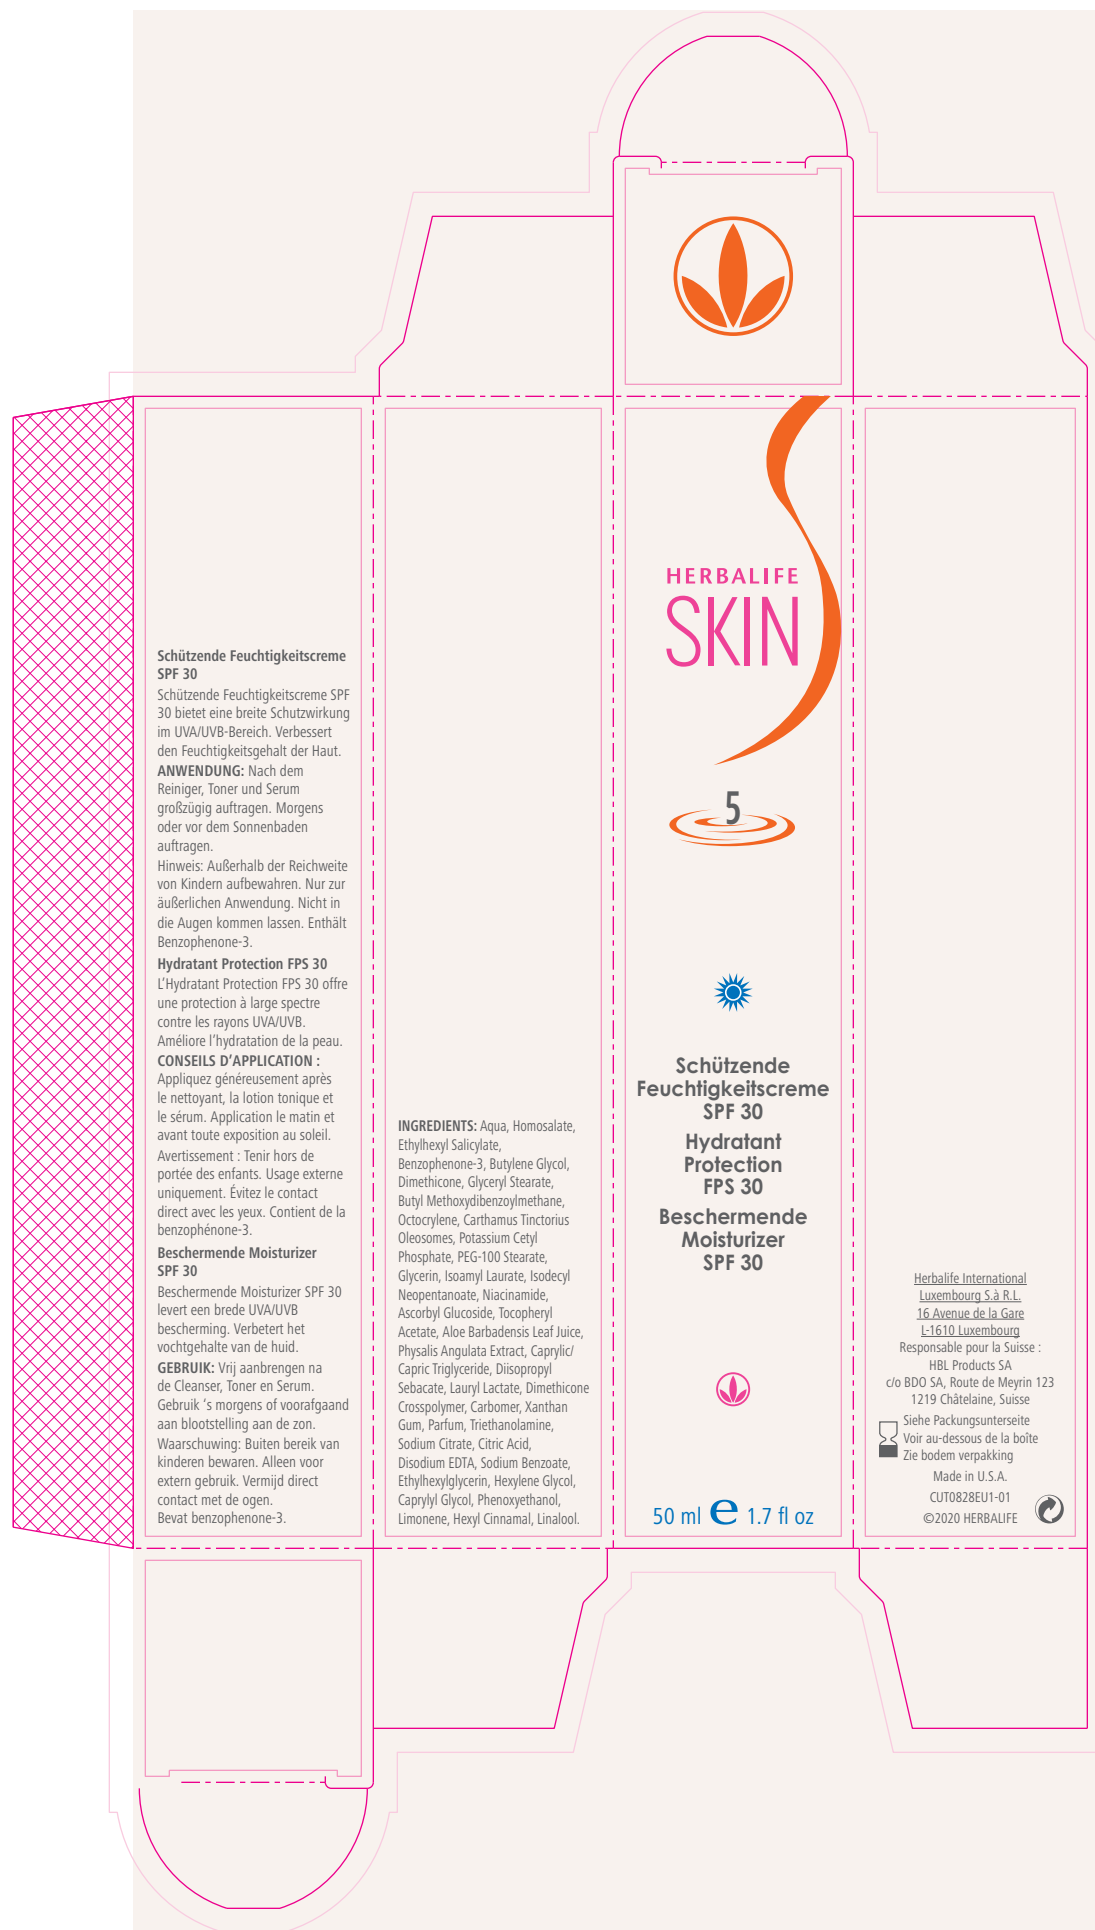 Schützende Feuchtigkeitscreme
SPF 30
Schützende Feuchtigkeitscreme SPF
30 bietet eine breite Schutzwirkung
im UVA/UVB-Bereich. Verbessert
den Feuchtigkeitsgehalt der Haut.
ANWENDUNG: Nach dem
Reiniger, Toner und Serum
großzügig auftragen. Morgens
oder vor dem Sonnenbaden
auftragen.
Hinweis: Außerhalb der Reichweite
von Kindern aufbewahren. Nur zur
äußerlichen Anwendung. Nicht in
die Augen kommen lassen. Enthält
Benzophenone-3.
Hydratant Protection FPS 30
L’Hydratant Protection FPS 30 offre
une protection à large spectre
contre les rayons UVA/UVB.
Améliore l’hydratation de la peau.
CONSEILS D’APPLICATION :
Appliquez généreusement après
le nettoyant, la lotion tonique et
le sérum. Application le matin et
avant toute exposition au soleil.
Avertissement : Tenir hors de
portée des enfants. Usage externe
uniquement. Évitez le contact
direct avec les yeux. Contient de la
benzophénone-3.
Beschermende Moisturizer
SPF 30
Beschermende Moisturizer SPF 30
levert een brede UVA/UVB
bescherming. Verbetert het
vochtgehalte van de huid.
GEBRUIK: Vrij aanbrengen na
de Cleanser, Toner en Serum.
Gebruik ‘s morgens of voorafgaand
aan blootstelling aan de zon.
Waarschuwing: Buiten bereik van
kinderen bewaren. Alleen voor
extern gebruik. Vermijd direct
contact met de ogen.
Bevat benzophenone-3.
INGREDIENTS: Aqua, Homosalate,
Ethylhexyl Salicylate,
Benzophenone-3, Butylene Glycol,
Dimethicone, Glyceryl Stearate,
Butyl Methoxydibenzoylmethane,
Octocrylene, Carthamus Tinctorius
Oleosomes, Potassium Cetyl
Phosphate, PEG-100 Stearate,
Glycerin, Isoamyl Laurate, Isodecyl
Neopentanoate, Niacinamide,
Ascorbyl Glucoside, Tocopheryl
Acetate, Aloe Barbadensis Leaf Juice,
Physalis Angulata Extract, Caprylic/
Capric Triglyceride, Diisopropyl
Sebacate, Lauryl Lactate, Dimethicone
Crosspolymer, Carbomer, Xanthan
Gum, Parfum, Triethanolamine,
Sodium Citrate, Citric Acid,
Disodium EDTA, Sodium Benzoate,
Ethylhexylglycerin, Hexylene Glycol,
Caprylyl Glycol, Phenoxyethanol,
Limonene, Hexyl Cinnamal, Linalool.
HERBALIFE
SKIN
5
Schützende
Feuchtigkeitscreme
SPF 30
Hydratant
Protection
FPS 30
Beschermende
Moisturizer
SPF 30
50 ml e 1.7 fl oz
Herbalife International
Luxembourg S.à R.L.
16 Avenue de la Gare
L-1610 Luxembourg
Responsable pour la Suisse :
HBL Products SA
c/o BDO SA, Route de Meyrin 123
1219 Châtelaine, Suisse
Siehe Packungsunterseite
Voir au-dessous de la boîte
Zie bodem verpakking
Made in U.S.A.
CUT0828EU1-01
©2020 HERBALIFE